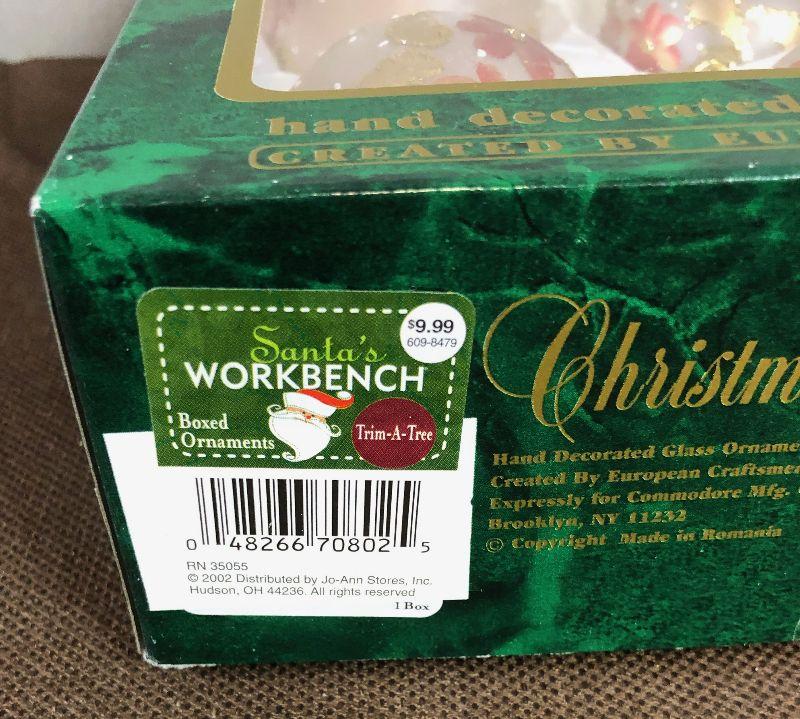 hand decorated
CREATED BY
$9.99
609-8479
Santa's
WORKBENCH
Boxed
Ornaments
Trim-A-Tree
0 48266 70802 5
RN 35055
© 2002 Distributed by Jo-Ann Stores, Inc.
Hudson, OH 44236. All rights reserved
1 Box
Hand Decorated Glass
Created By European
Expressly for Commodore Mfg.
Brooklyn, NY 11232
© Copyright Made in Romania